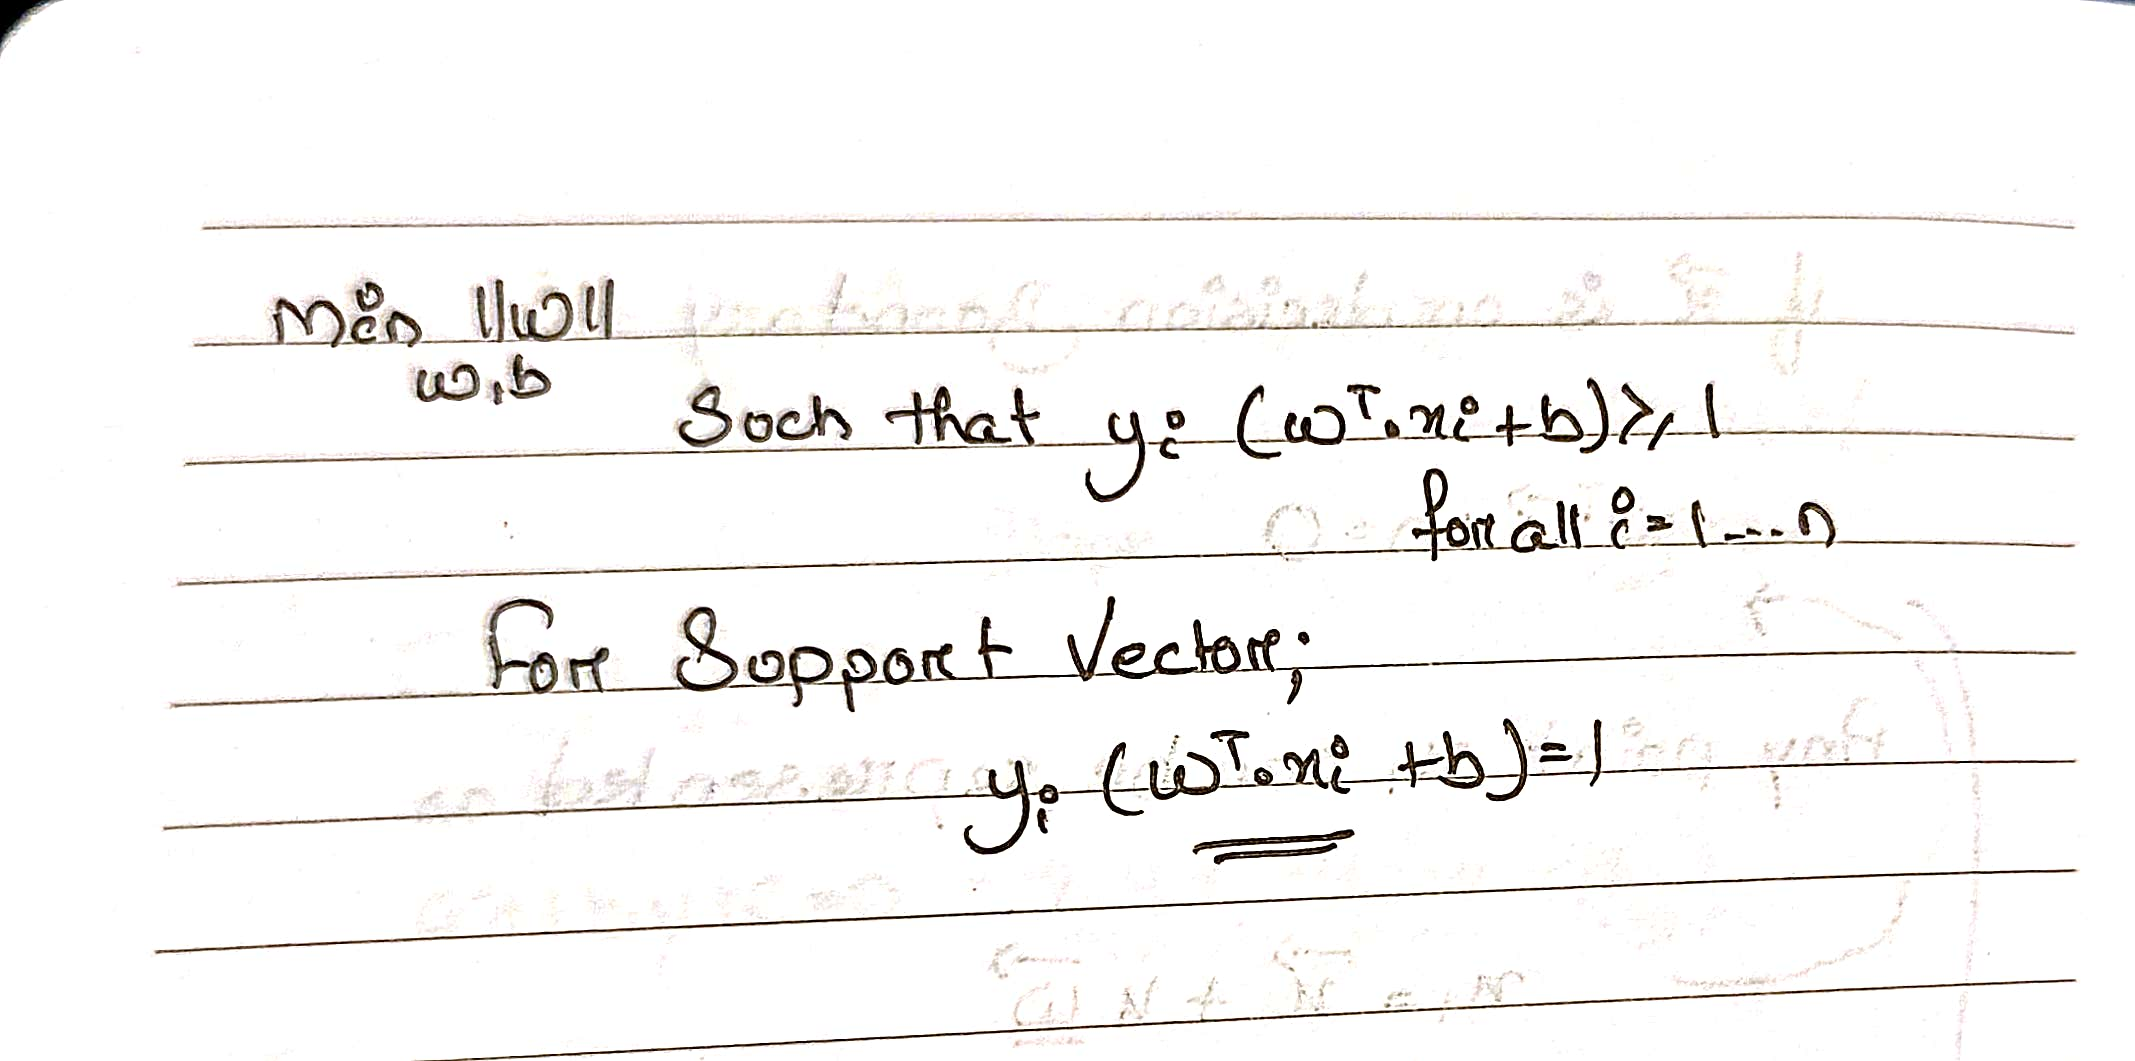 Min ||w||
w,b
Such that yi (wᵀ.xi+b)≥1
for all i=1...n
For Support Vector;
yi (wᵀ.xi +b)=1